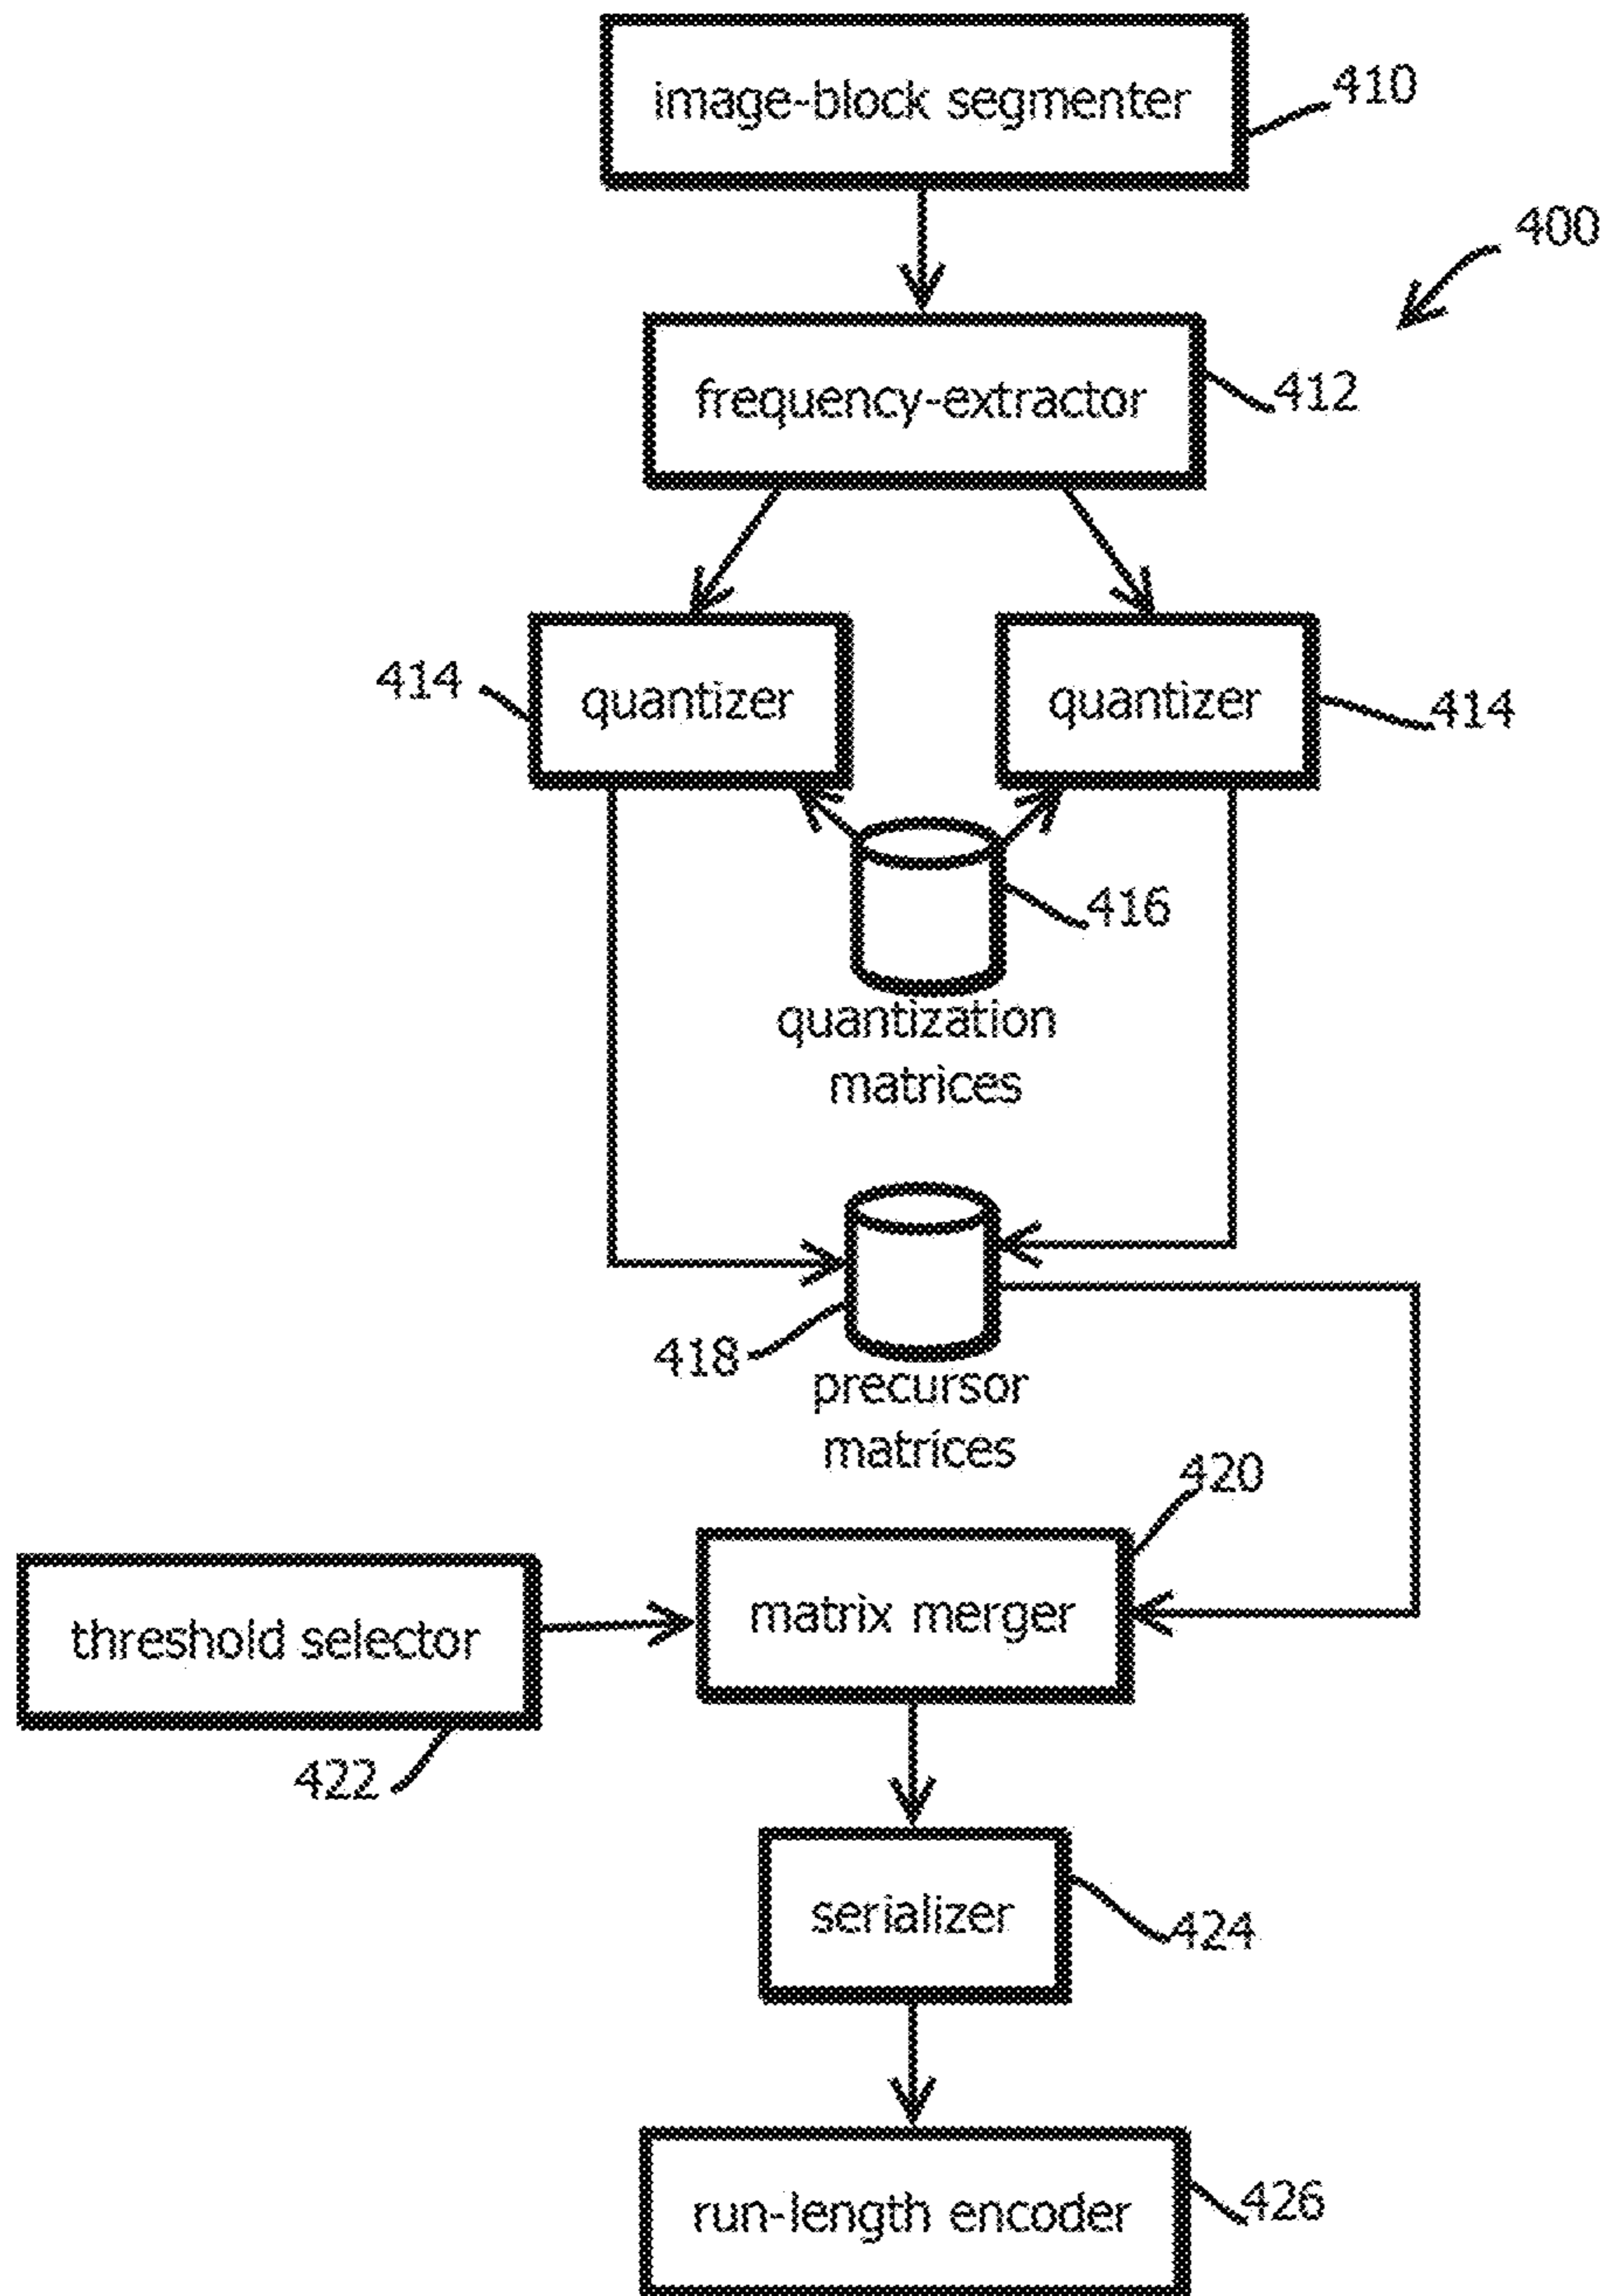 image-block segmenter
410
400
frequency-extractor
412
414
quantizer
quantizer
414
416
quantization
matrices
418
precursor
matrices
420
threshold selector
matrix merger
422
serializer
424
run-length encoder
426